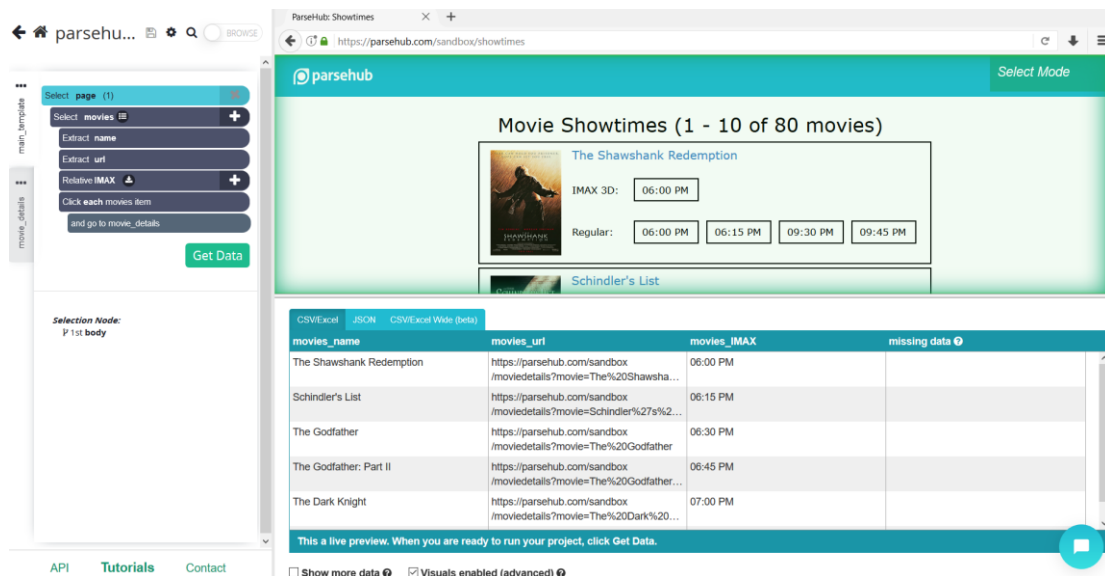 parsehu...
BROWSE
main_template
movie_details
Select page (1)
Select movies
Extract name
Extract url
Relative IMAX
Click each movies item
and go to movie_details
Get Data
Selection Node:
1st body
API Tutorials Contact
ParseHub: Showtimes
https://parsehub.com/sandbox/showtimes
parsehub
Select Mode
Movie Showtimes (1 - 10 of 80 movies)
The Shawshank Redemption
IMAX 3D: 06:00 PM
Regular: 06:00 PM 06:15 PM 09:30 PM 09:45 PM
SHAWSHANK
Schindler's List
CSV/Excel JSON CSV/Excel Wide (beta)
movies_name movies_url movies_IMAX missing data
The Shawshank Redemption https://parsehub.com/sandbox 06:00 PM
/moviedetails?movie=The%20Shawsha...
Schindler's List https://parsehub.com/sandbox 06:15 PM
/moviedetails?movie=Schindler%27s%2...
The Godfather https://parsehub.com/sandbox 06:30 PM
/moviedetails?movie=The%20Godfather
The Godfather: Part II https://parsehub.com/sandbox 06:45 PM
/moviedetails?movie=The%20Godfather...
The Dark Knight https://parsehub.com/sandbox 07:00 PM
/moviedetails?movie=The%20Dark%20...
This a live preview. When you are ready to run your project, click Get Data.
Show more data Visuals enabled (advanced)